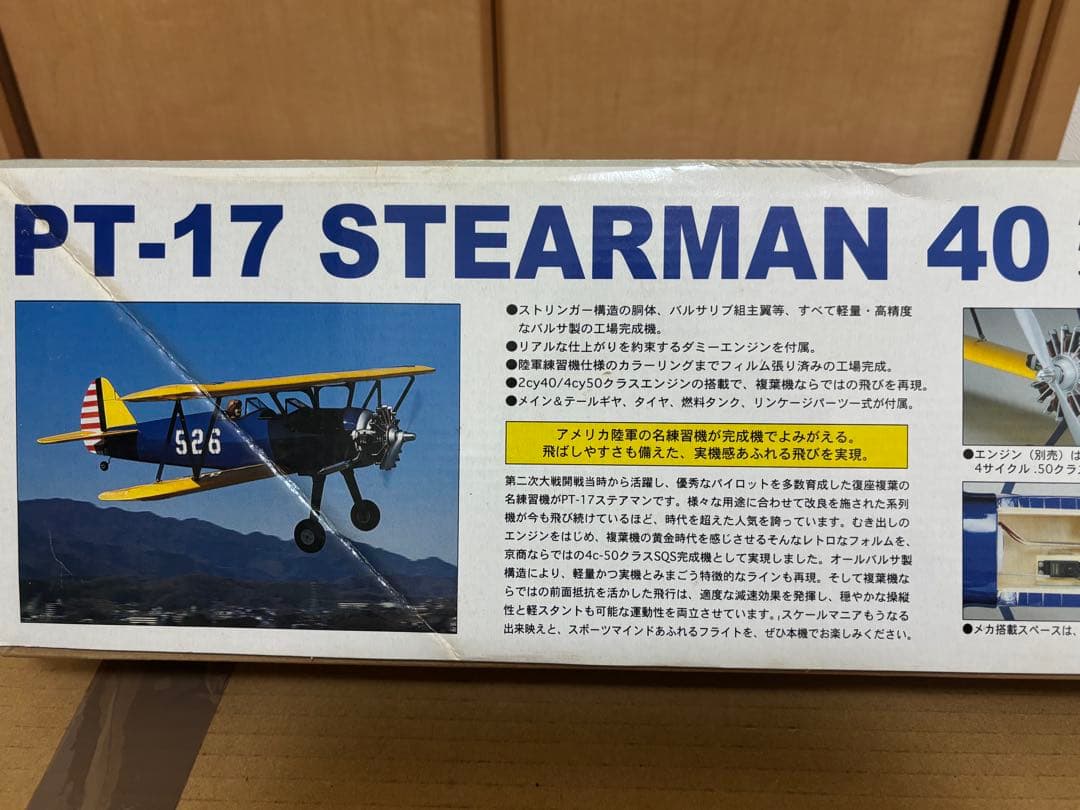 PT-17 STEARMAN 40
526
●ストリンガー構造の胴体、バルサリブ組主翼等、すべて軽量・高精度
なバルサ製の工場完成機。
●リアルな仕上がりを約束するダミーエンジンを付属。
●陸軍練習機仕様のカラーリングまでフィルム張り済みの工場完成。
●2cy40/4cy50クラスエンジンの搭載で、複葉機ならではの飛びを再現。
●メイン＆テールギヤ、タイヤ、燃料タンク、リンケージパーツ一式が付属。
アメリカ陸軍の名練習機が完成機でよみがえる。
飛ばしやすさも備えた、実機感あふれる飛びを実現。
第二次大戦開戦当時から活躍し、優秀なパイロットを多数育成した復座複葉の
名練習機がPT-17ステアマンです。様々な用途に合わせて改良を施された系列
機が今も飛び続けているほど、時代を超えた人気を誇っています。むき出しの
エンジンをはじめ、複葉機の黄金時代を感じさせるそんなレトロなフォルムを、
京商ならではの4c-50クラスSQS完成機として実現しました。オールバルサ製
構造により、軽量かつ実機とみまごう特徴的なラインも再現。そして複葉機な
らではの前面抵抗を活かした飛行は、適度な減速効果を発揮し、穏やかな操縦
性と軽スタントも可能な運動性を両立させています。スケールマニアもうなる
出来映えと、スポーツマインドあふれるフライトを、ぜひ本機でお楽しみください。
●エンジン（別売）は
4サイクル .50クラ
●メカ搭載スペースは、